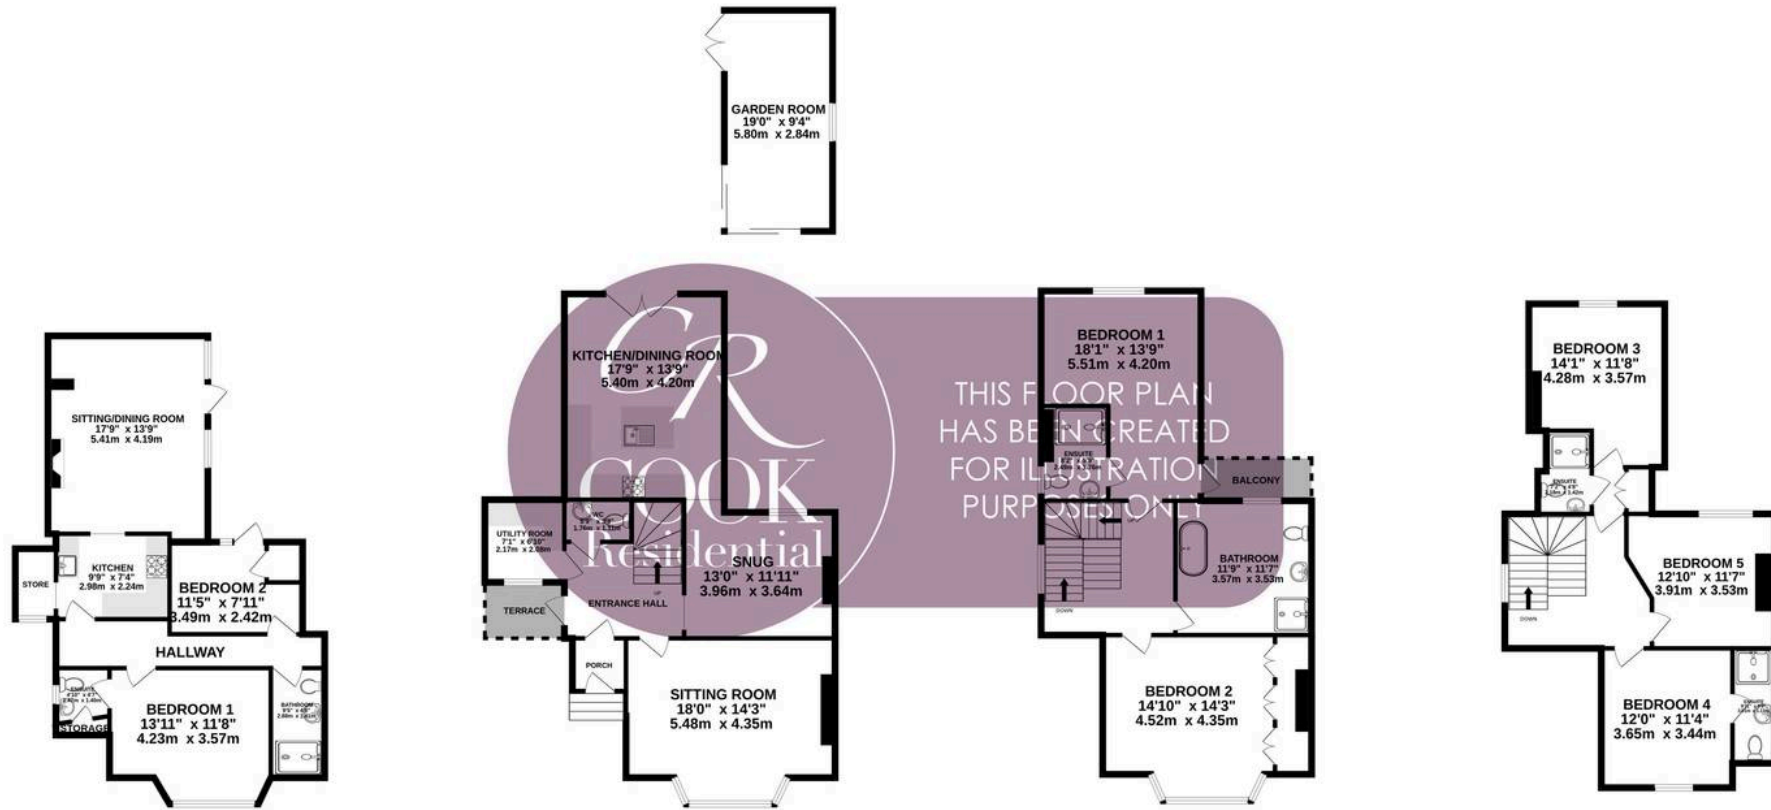 GARDEN ROOM
19'0" x 9'4"
5.80m x 2.84m
SITTING/DINING ROOM
17'9" x 13'9"
5.41m x 4.19m
STORE
KITCHEN
9'9" x 7'4"
2.98m x 2.24m
BEDROOM 2
11'5" x 7'11"
3.49m x 2.42m
HALLWAY
ENSUITE
STORAGE
BEDROOM 1
13'11" x 11'8"
4.23m x 3.57m
BATHROOM
KITCHEN/DINING ROOM
17'9" x 13'9"
5.40m x 4.20m
CR
COOK
Residential
UTILITY ROOM
7'1" x 6'10"
2.17m x 2.08m
WC
SNUG
13'0" x 11'11"
3.96m x 3.64m
UP
TERRACE
ENTRANCE HALL
PORCH
SITTING ROOM
18'0" x 14'3"
5.48m x 4.35m
THIS FLOOR PLAN
HAS BEEN CREATED
FOR ILLUSTRATION
PURPOSES ONLY
BEDROOM 1
18'1" x 13'9"
5.51m x 4.20m
ENSUITE
BALCONY
UP
BATHROOM
11'9" x 11'7"
3.57m x 3.53m
DOWN
BEDROOM 2
14'10" x 14'3"
4.52m x 4.35m
BEDROOM 3
14'1" x 11'8"
4.28m x 3.57m
ENSUITE
BEDROOM 5
12'10" x 11'7"
3.91m x 3.53m
DOWN
BEDROOM 4
12'0" x 11'4"
3.65m x 3.44m
ENSUITE